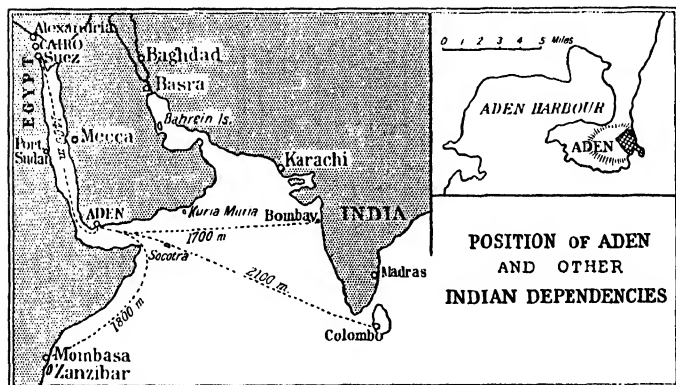 Alexandria
CAIRO
Suez
EGYPT
Baghdad
Basra
Bahrein Is.
Mecca
Port
Sudan
ADEN
Kuria Muria
Karachi
Bombay
INDIA
1700 m
Socotra
2100 m.
1800 m
Madras
Colombo
Mombasa
Zanzibar
0 1 2 3 4 5 Miles
ADEN HARBOUR
ADEN
POSITION OF ADEN
AND OTHER
INDIAN DEPENDENCIES